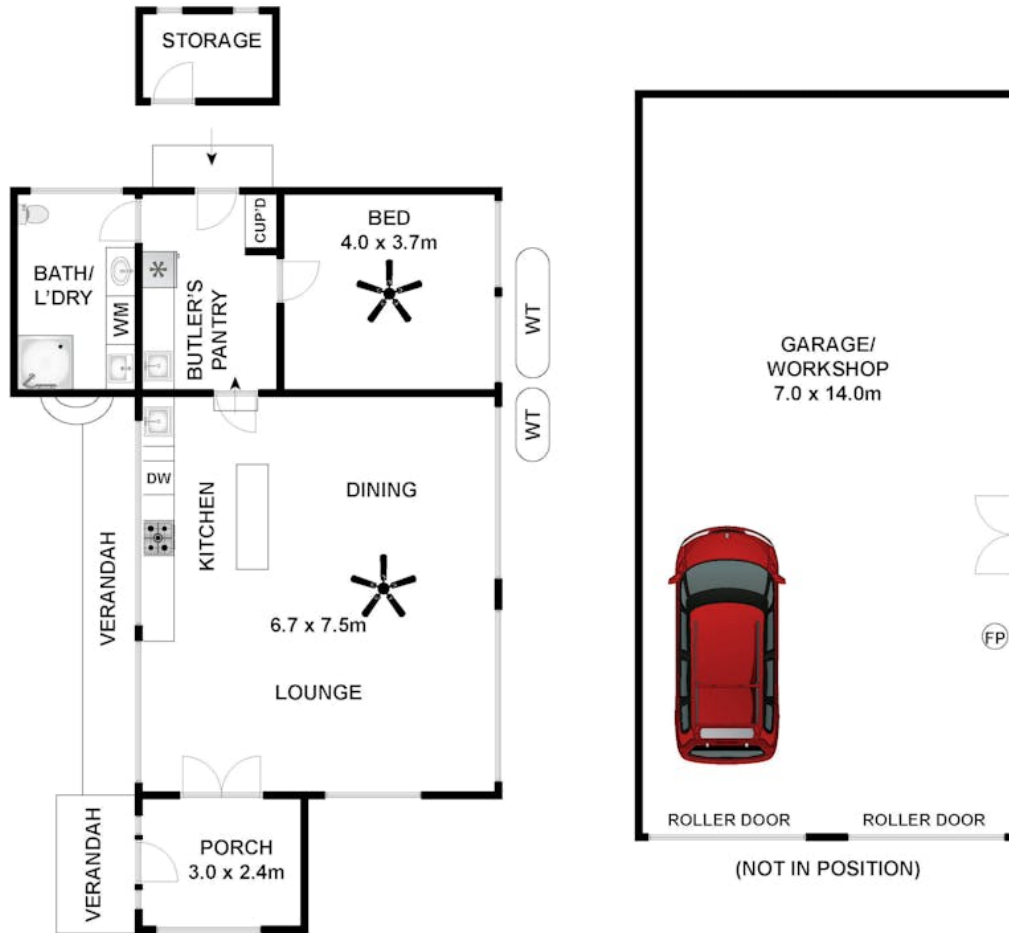 STORAGE
CUP'D
BED
4.0 x 3.7m
BATH/
L'DRY
WM
BUTLER'S
PANTRY
WT
WT
GARAGE/
WORKSHOP
7.0 x 14.0m
DW
KITCHEN
DINING
VERANDAH
6.7 x 7.5m
LOUNGE
FP
VERANDAH
PORCH
3.0 x 2.4m
ROLLER DOOR
ROLLER DOOR
(NOT IN POSITION)